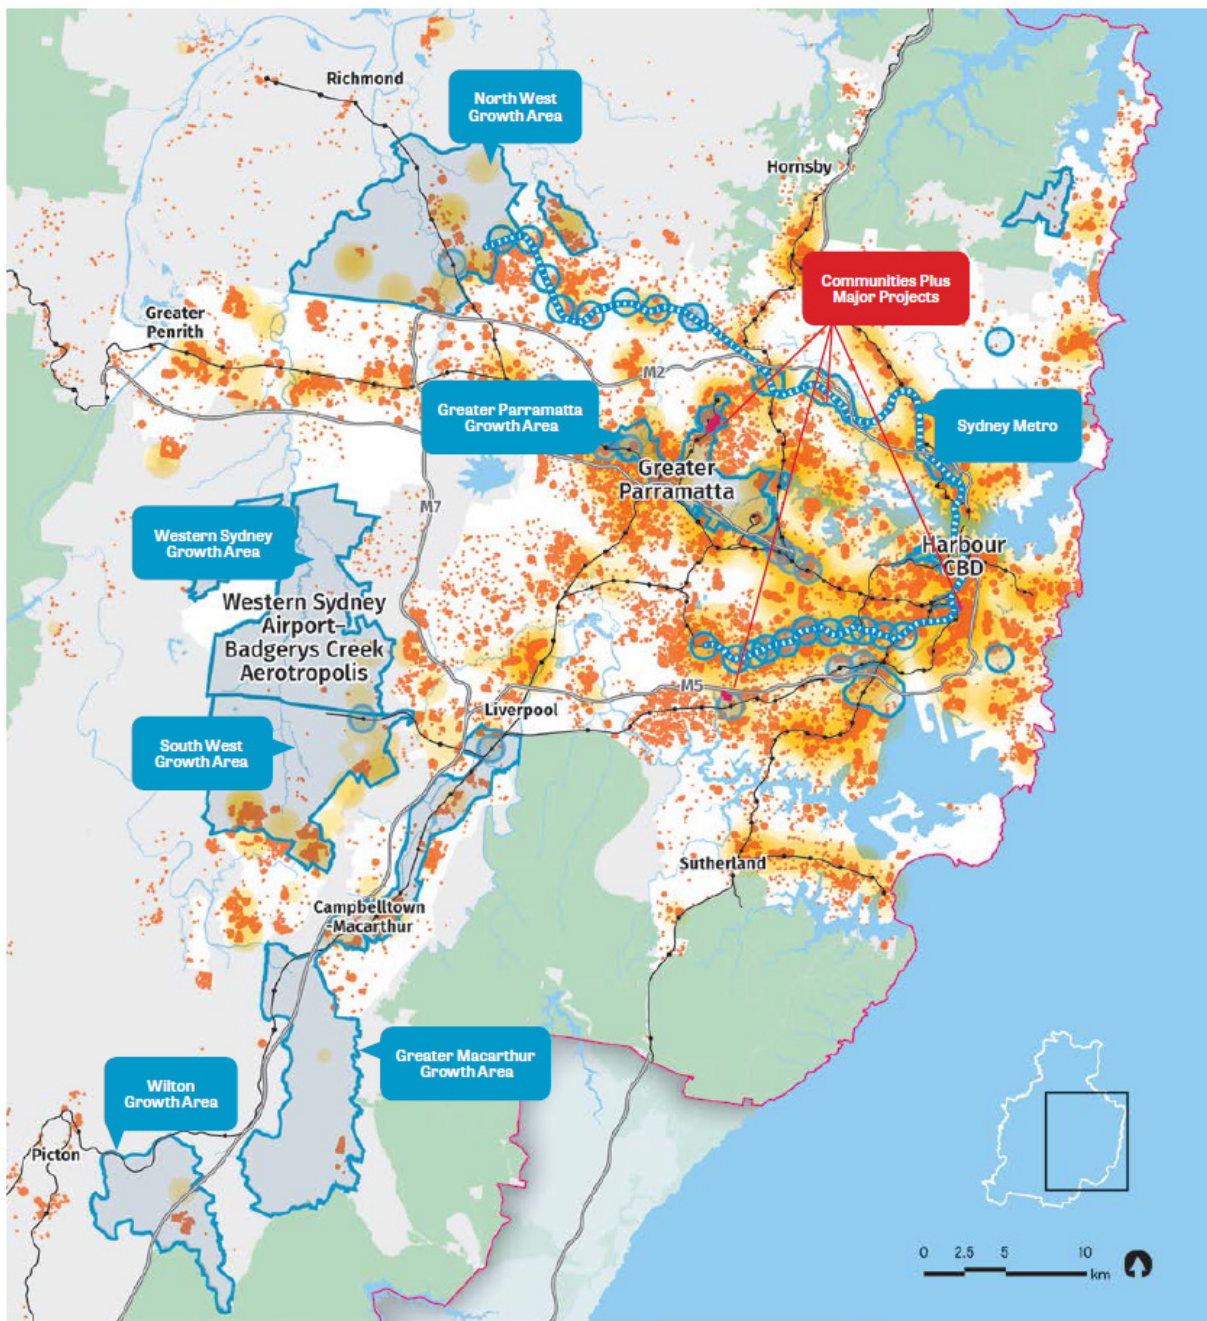 Richmond
North West
Growth Area
Hornsby
Communities Plus
Major Projects
Greater
Penrith
M2
Greater Parramatta
Growth Area
Sydney Metro
Greater
Parramatta
M7
Western Sydney
Growth Area
Harbour
CBD
Western Sydney
Airport–
Badgerys Creek
Aerotropolis
M5
Liverpool
South West
Growth Area
Sutherland
Campbelltown
-Macarthur
Greater Macarthur
Growth Area
Wilton
Growth Area
Picton
0 2.5 5 10
km